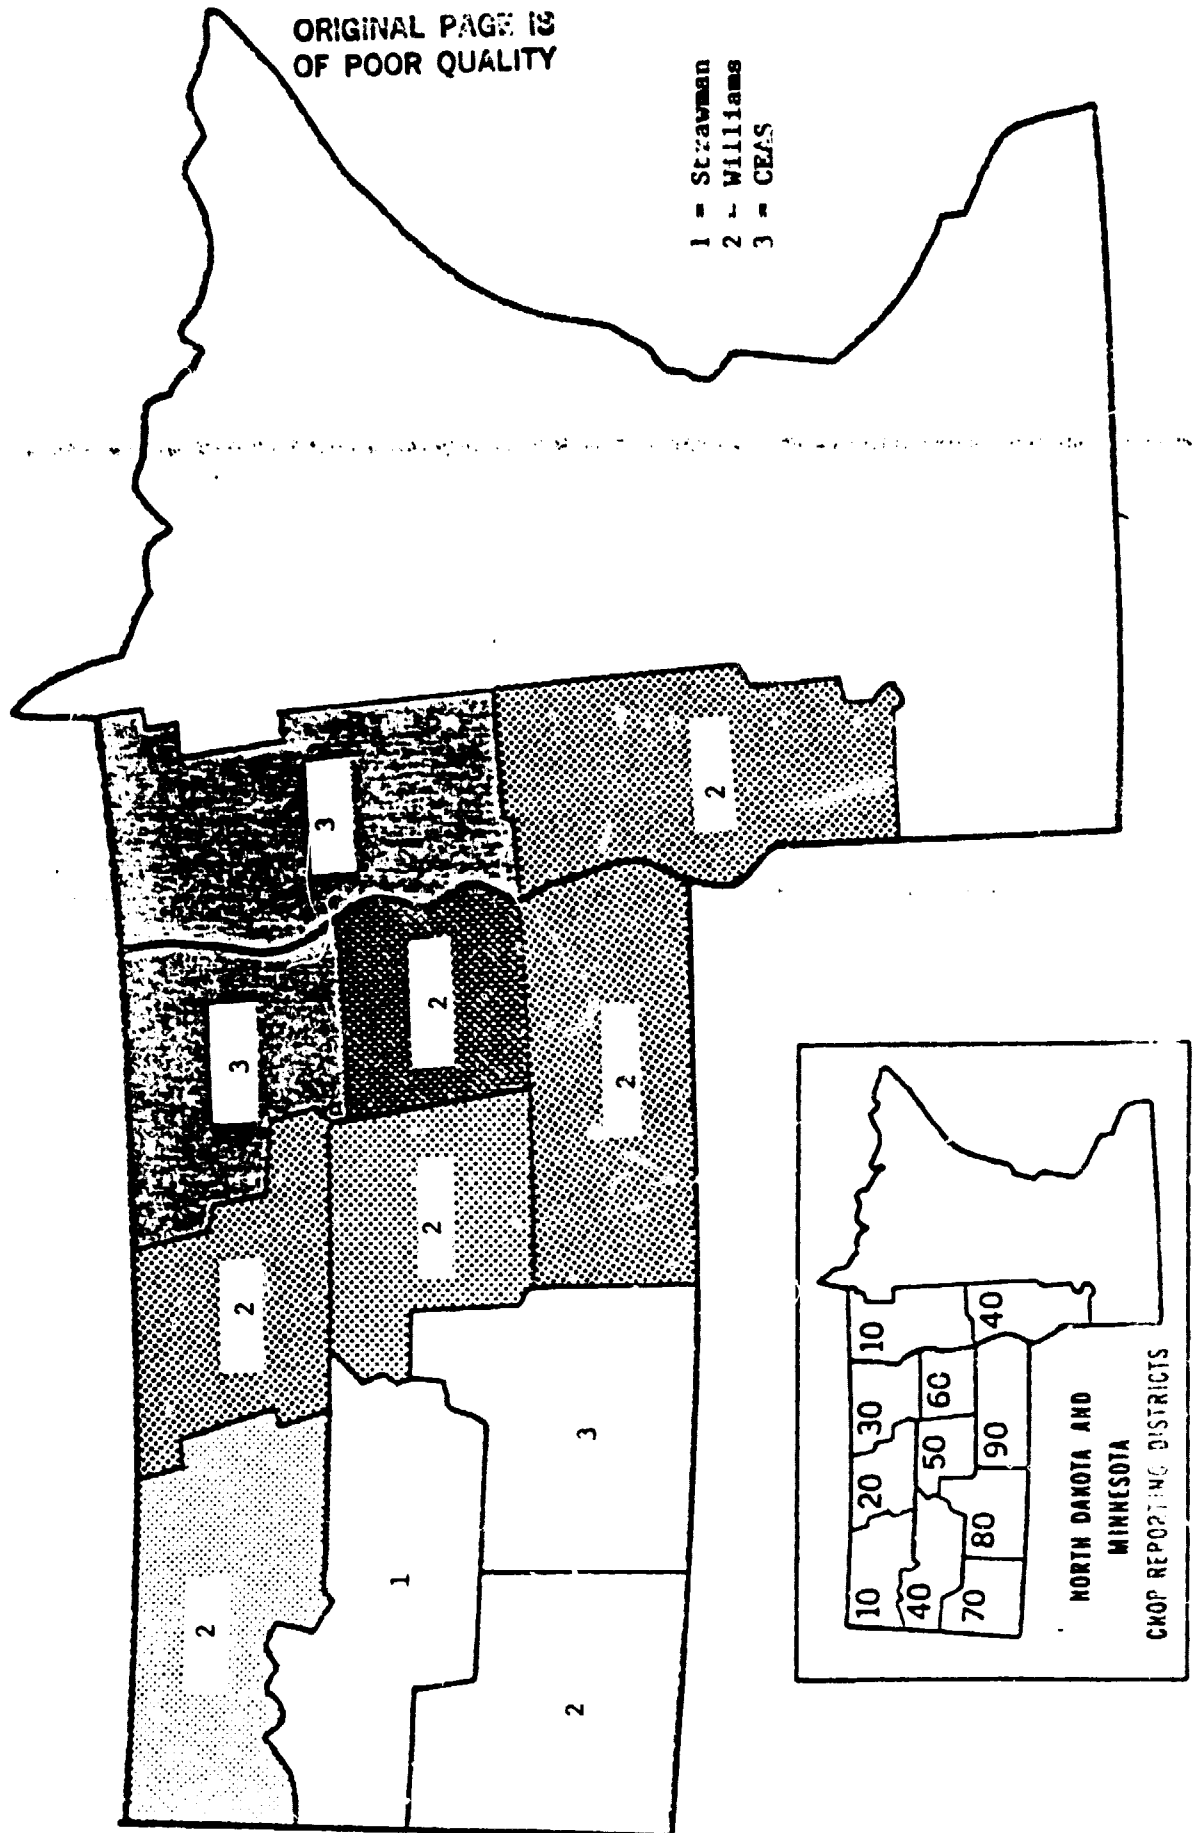 ORIGINAL PAGE IS
OF POOR QUALITY
1 = Strawman
2 - Williams
3 = CEAS
2
2
3
3
1
2
2
2
2
3
2
2
10
20
30
10
40
50
60
40
70
80
90
NORTH DAKOTA AND
MINNESOTA
CROP REPORTING DISTRICTS